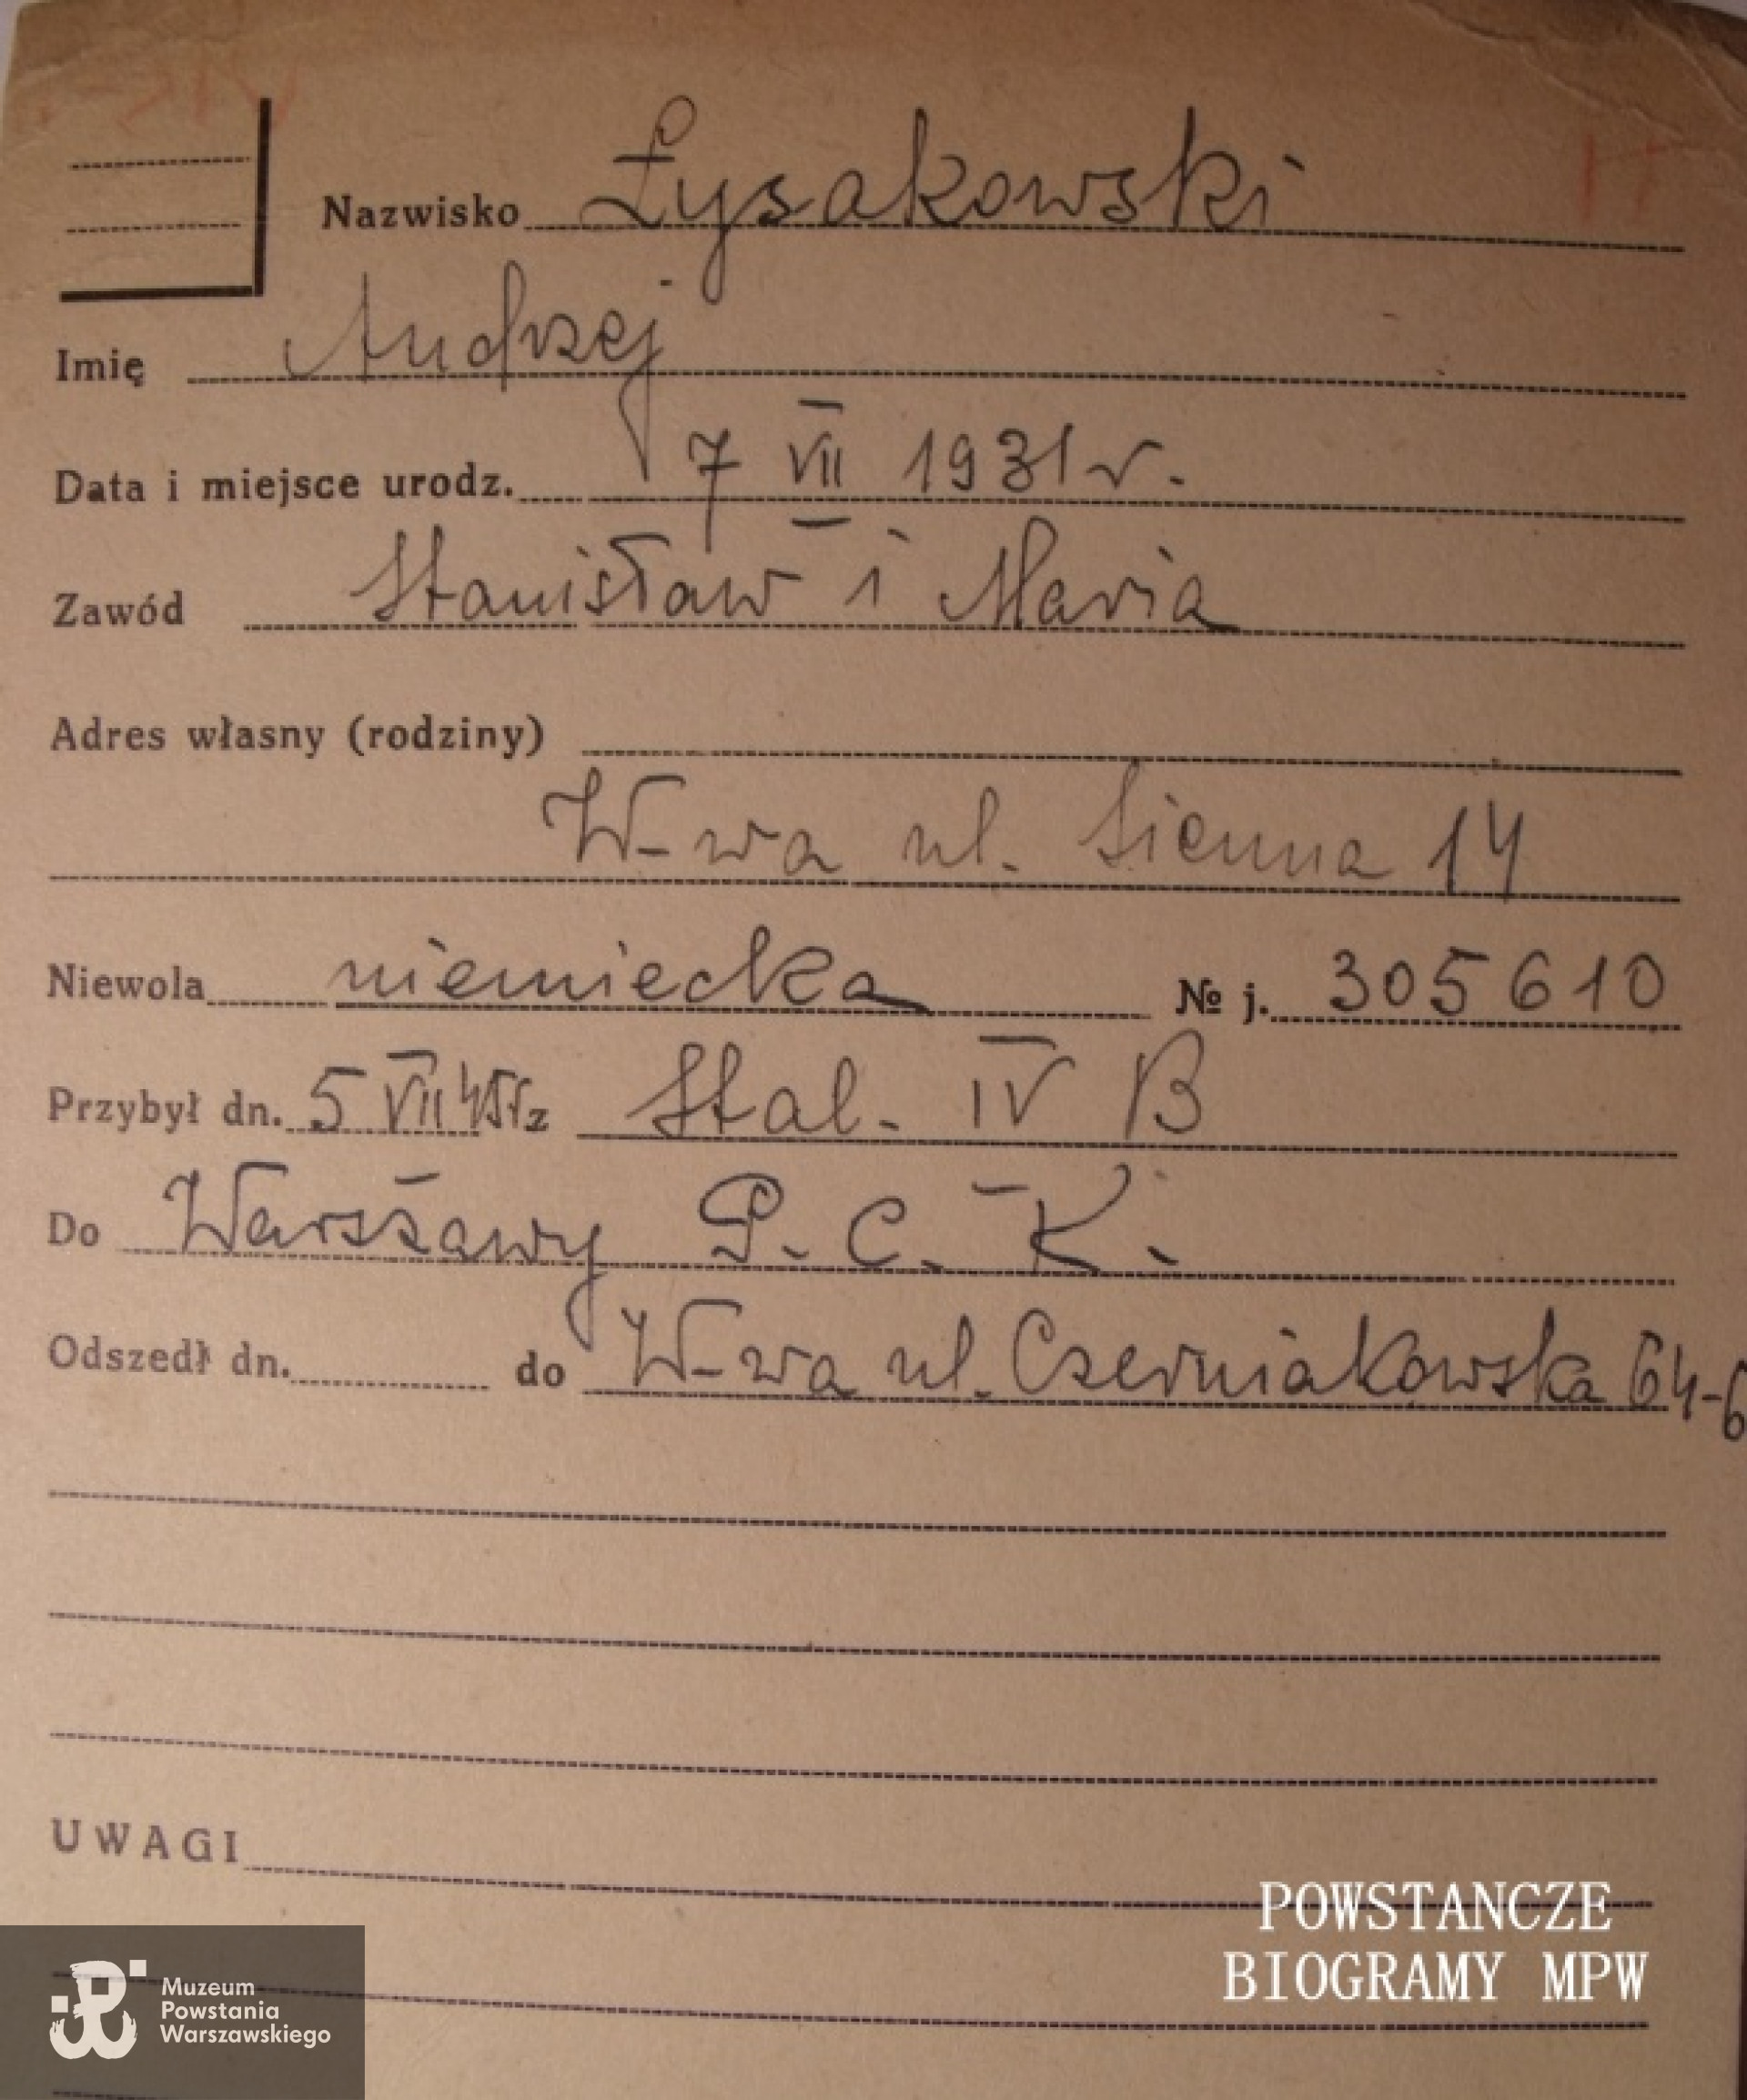 Nazwisko Łysakowski
Imię Andrzej
Data i miejsce urodz. 7 VII 1931 r.
Zawód Stanisław i Maria
Adres własny (rodziny)
W-wa ul. Sienna 14
Niewola niemiecka № j. 305610
Przybył dn. 5 VII 45r z Stal. IV B
Do Warszawy P. C. K.
Odszedł dn. do W-wa ul. Czerniakowska 64-6
UWAGI
POWSTANCZE
BIOGRAMY MPW
Muzeum
Powstania
Warszawskiego